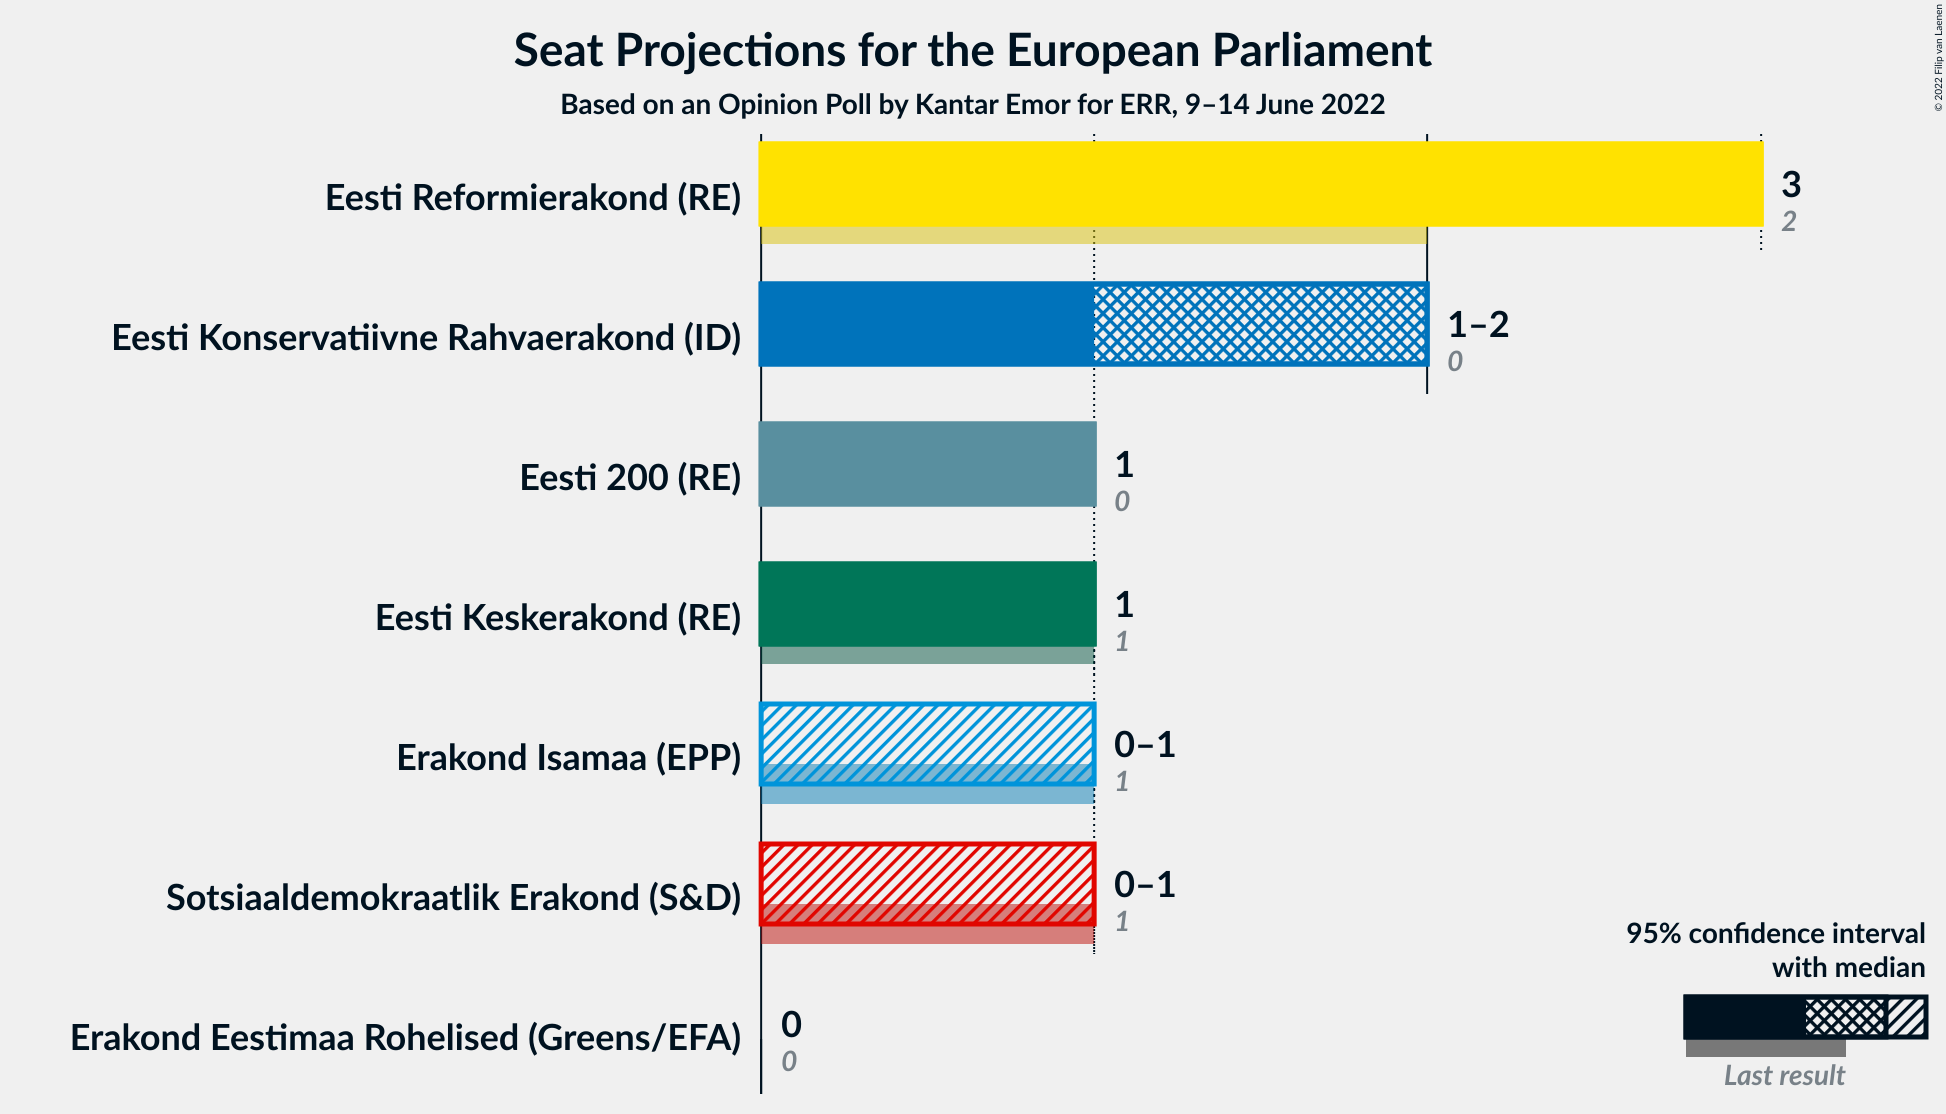 Seat Projections for the European Parliament
Based on an Opinion Poll by Kantar Emor for ERR, 9–14 June 2022
© 2022 Filip van Laenen
Eesti Reformierakond (RE)
3
2
Eesti Konservatiivne Rahvaerakond (ID)
1–2
0
Eesti 200 (RE)
1
0
Eesti Keskerakond (RE)
1
1
Erakond Isamaa (EPP)
0–1
1
Sotsiaaldemokraatlik Erakond (S&D)
0–1
1
Erakond Eestimaa Rohelised (Greens/EFA)
0
0
95% confidence interval
with median
Last result